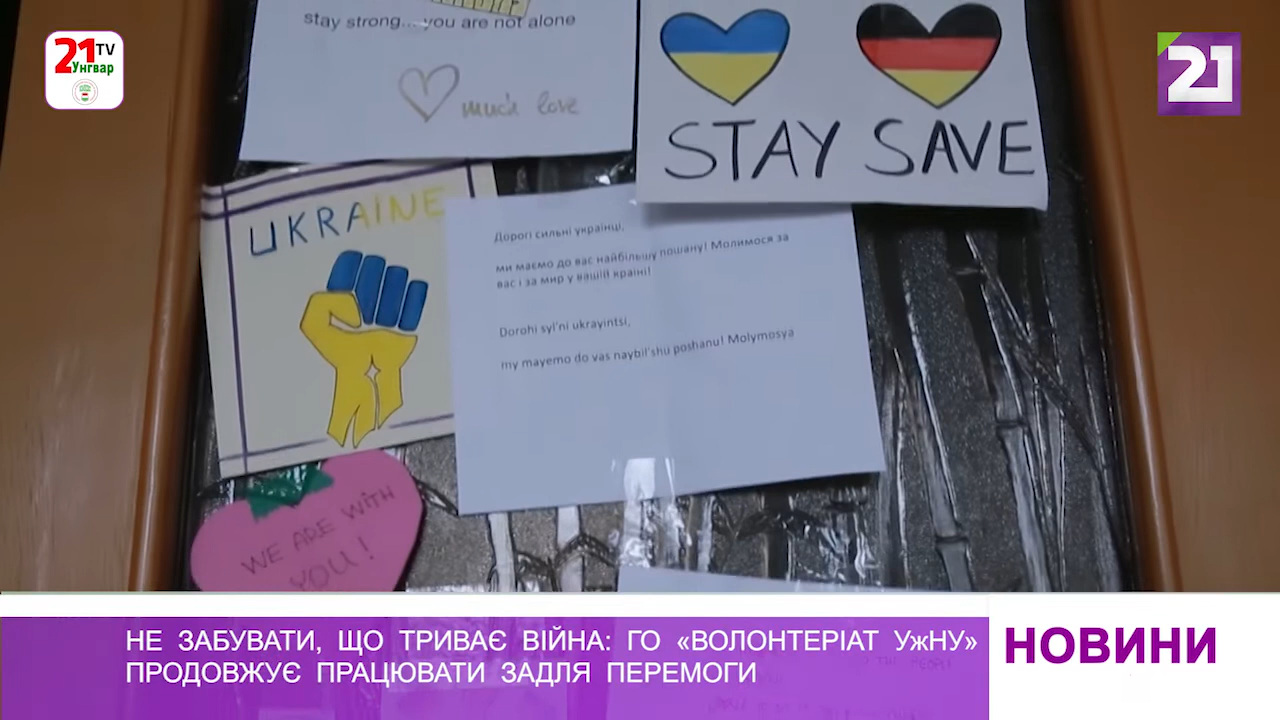 21 TV
Унгвар
21
stay strong... you are not alone
much love
STAY SAVE
UKRAINE
Дорогі сильні українці,
ми маємо до вас найбільшу пошану! Молимося за
вас і за мир у вашій країні!
Dorohi syl'ni ukrayintsi,
my mayemo do vas naybil'shu poshanu! Molymosya
WE ARE WITH
YOU!
НЕ ЗАБУВАТИ, ЩО ТРИВАЄ ВІЙНА: ГО «ВОЛОНТЕРІАТ УжНУ»
ПРОДОВЖУЄ ПРАЦЮВАТИ ЗАДЛЯ ПЕРЕМОГИ
НОВИНИ